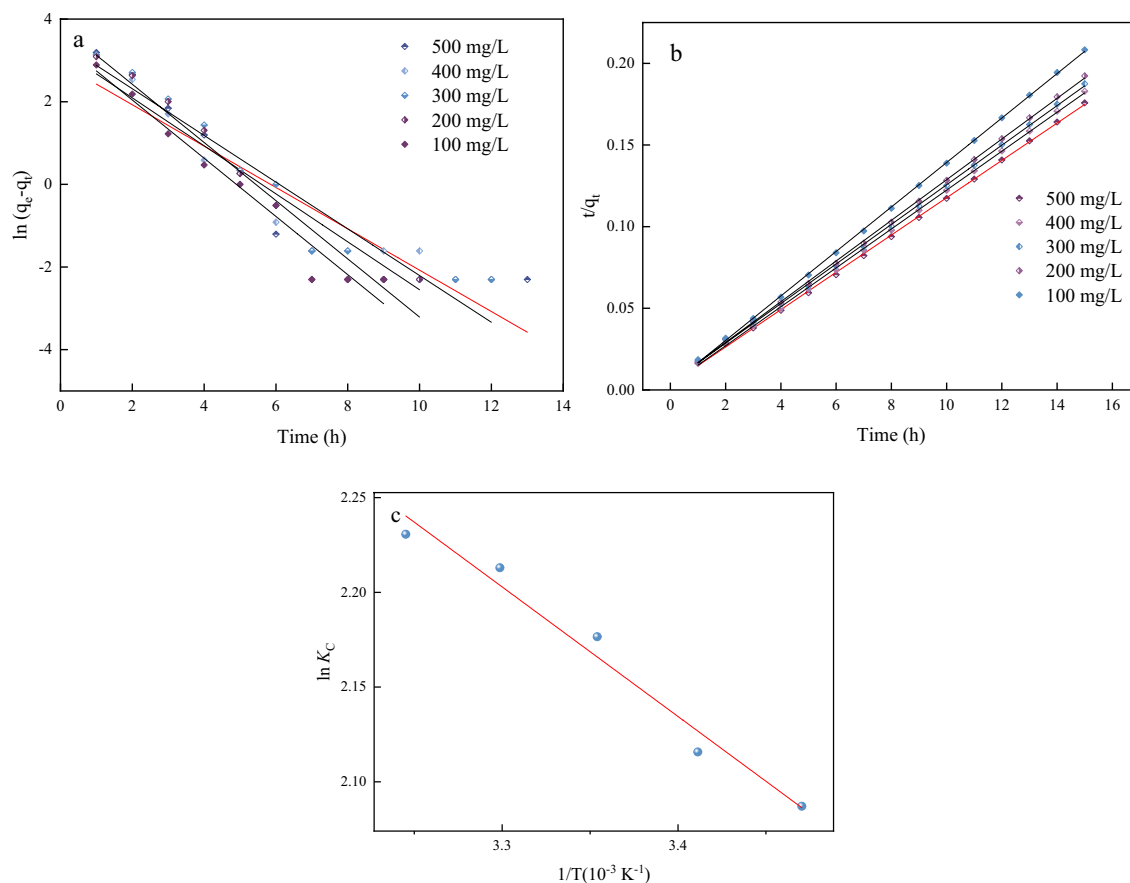 a
500 mg/L
400 mg/L
300 mg/L
200 mg/L
100 mg/L
4
2
0
-2
-4
ln (qe-qt)
0 2 4 6 8 10 12 14
Time (h)
b
0.20
0.15
0.10
0.05
0.00
t/qt
500 mg/L
400 mg/L
300 mg/L
200 mg/L
100 mg/L
0 2 4 6 8 10 12 14 16
Time (h)
c
2.25
2.20
2.15
2.10
ln KC
3.3 3.4
1/T(10-3 K-1)